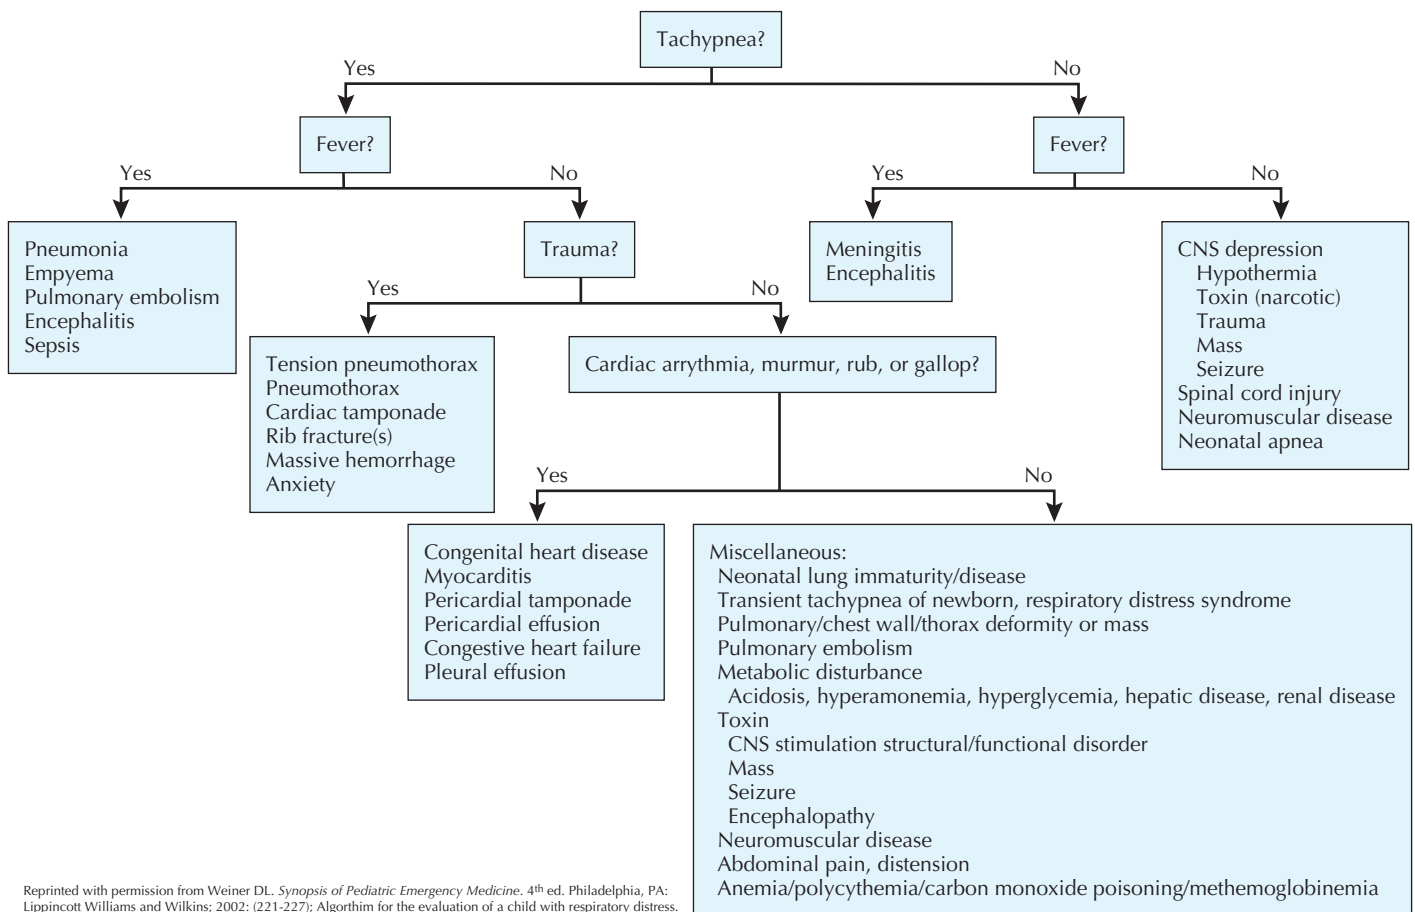 Tachypnea?
Yes
No
Fever?
Fever?
Yes
No
Yes
No
Pneumonia
Empyema
Pulmonary embolism
Encephalitis
Sepsis
Trauma?
Meningitis
Encephalitis
CNS depression
Hypothermia
Toxin (narcotic)
Trauma
Mass
Seizure
Spinal cord injury
Neuromuscular disease
Neonatal apnea
Yes
No
Tension pneumothorax
Pneumothorax
Cardiac tamponade
Rib fracture(s)
Massive hemorrhage
Anxiety
Cardiac arrythmia, murmur, rub, or gallop?
Yes
No
Congenital heart disease
Myocarditis
Pericardial tamponade
Pericardial effusion
Congestive heart failure
Pleural effusion
Miscellaneous:
Neonatal lung immaturity/disease
Transient tachypnea of newborn, respiratory distress syndrome
Pulmonary/chest wall/thorax deformity or mass
Pulmonary embolism
Metabolic disturbance
Acidosis, hyperamonemia, hyperglycemia, hepatic disease, renal disease
Toxin
CNS stimulation structural/functional disorder
Mass
Seizure
Encephalopathy
Neuromuscular disease
Abdominal pain, distension
Anemia/polycythemia/carbon monoxide poisoning/methemoglobinemia
Reprinted with permission from Weiner DL. Synopsis of Pediatric Emergency Medicine. 4th ed. Philadelphia, PA:
Lippincott Williams and Wilkins; 2002: (221-227); Algorthim for the evaluation of a child with respiratory distress.